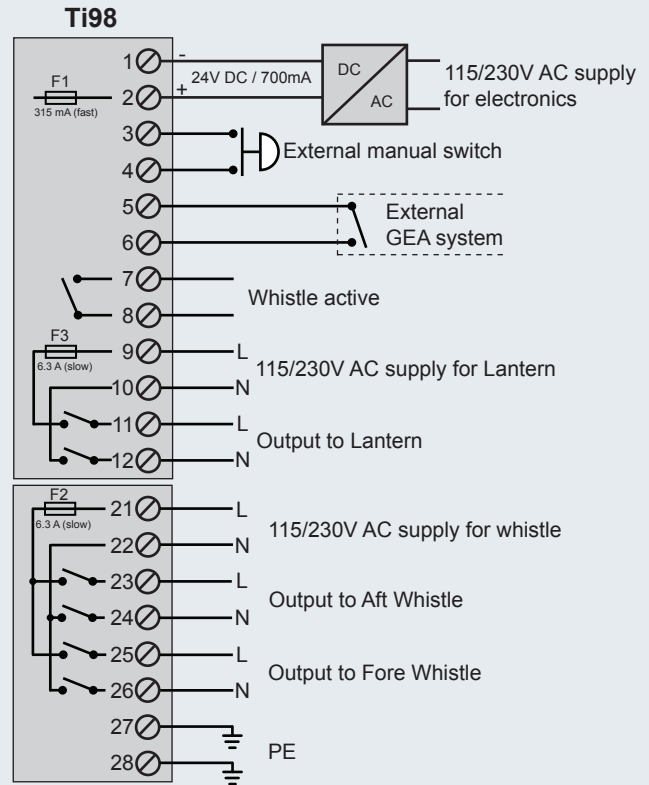 Ti98
1 -
24V DC / 700mA
DC
AC
115/230V AC supply
for electronics
F1
2 +
315 mA (fast)
3
External manual switch
4
5
External
GEA system
6
7
Whistle active
8
F3
9 L
6.3 A (slow)
115/230V AC supply for Lantern
10 N
11 L
Output to Lantern
12 N
F2
21 L
6.3 A (slow)
115/230V AC supply for whistle
22 N
23 L
Output to Aft Whistle
24 N
25 L
Output to Fore Whistle
26 N
27
PE
28